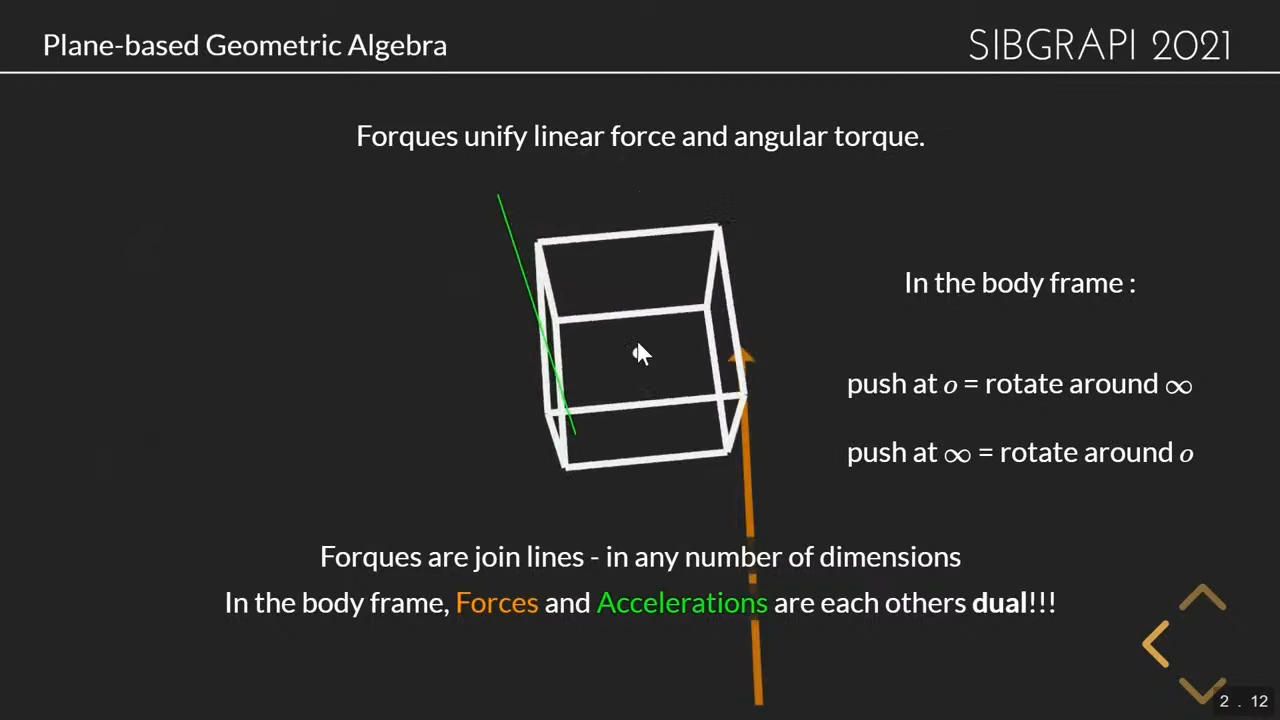 Plane-based Geometric Algebra
SIBGRAPI 2021
Forques unify linear force and angular torque.
In the body frame :
push at o = rotate around ∞
push at ∞ = rotate around o
Forques are join lines - in any number of dimensions
In the body frame, Forces and Accelerations are each others dual!!!
2 . 12